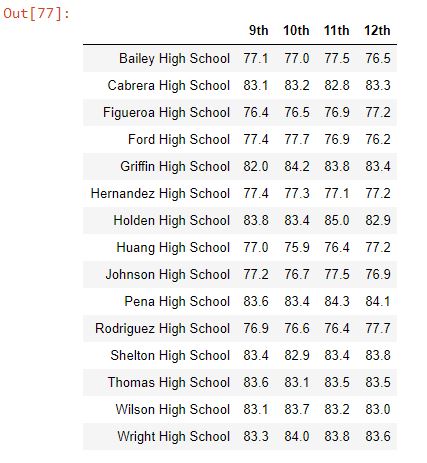 Out[77]:
9th 10th 11th 12th
Bailey High School 77.1 77.0 77.5 76.5
Cabrera High School 83.1 83.2 82.8 83.3
Figueroa High School 76.4 76.5 76.9 77.2
Ford High School 77.4 77.7 76.9 76.2
Griffin High School 82.0 84.2 83.8 83.4
Hernandez High School 77.4 77.3 77.1 77.2
Holden High School 83.8 83.4 85.0 82.9
Huang High School 77.0 75.9 76.4 77.2
Johnson High School 77.2 76.7 77.5 76.9
Pena High School 83.6 83.4 84.3 84.1
Rodriguez High School 76.9 76.6 76.4 77.7
Shelton High School 83.4 82.9 83.4 83.8
Thomas High School 83.6 83.1 83.5 83.5
Wilson High School 83.1 83.7 83.2 83.0
Wright High School 83.3 84.0 83.8 83.6